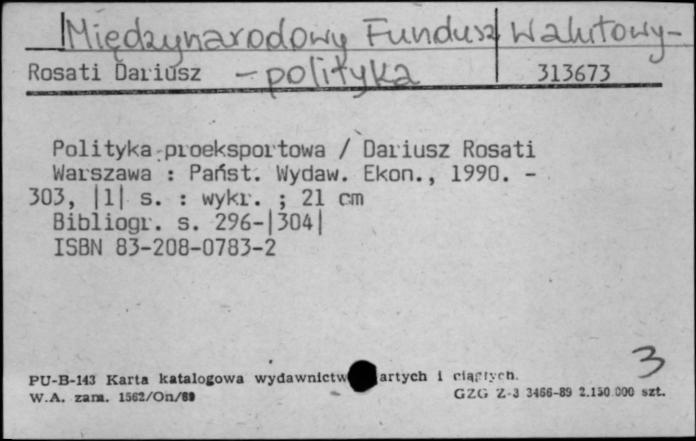 Międzynarodowy Fundusz Walutowy-
Rosati Dariusz - polityka 313673
Polityka proeksportowa / Dariusz Rosati
Warszawa : Państ. Wydaw. Ekon., 1990. -
303, |1| s. : wykr. ; 21 cm
Bibliogr. s. 296-|304|
ISBN 83-208-0783-2
3
PU-B-143 Karta katalogowa wydawnictw artych i ciągłych.
W.A. zam. 1562/On/89 GZG Z-3 3466-89 2.150.000 szt.